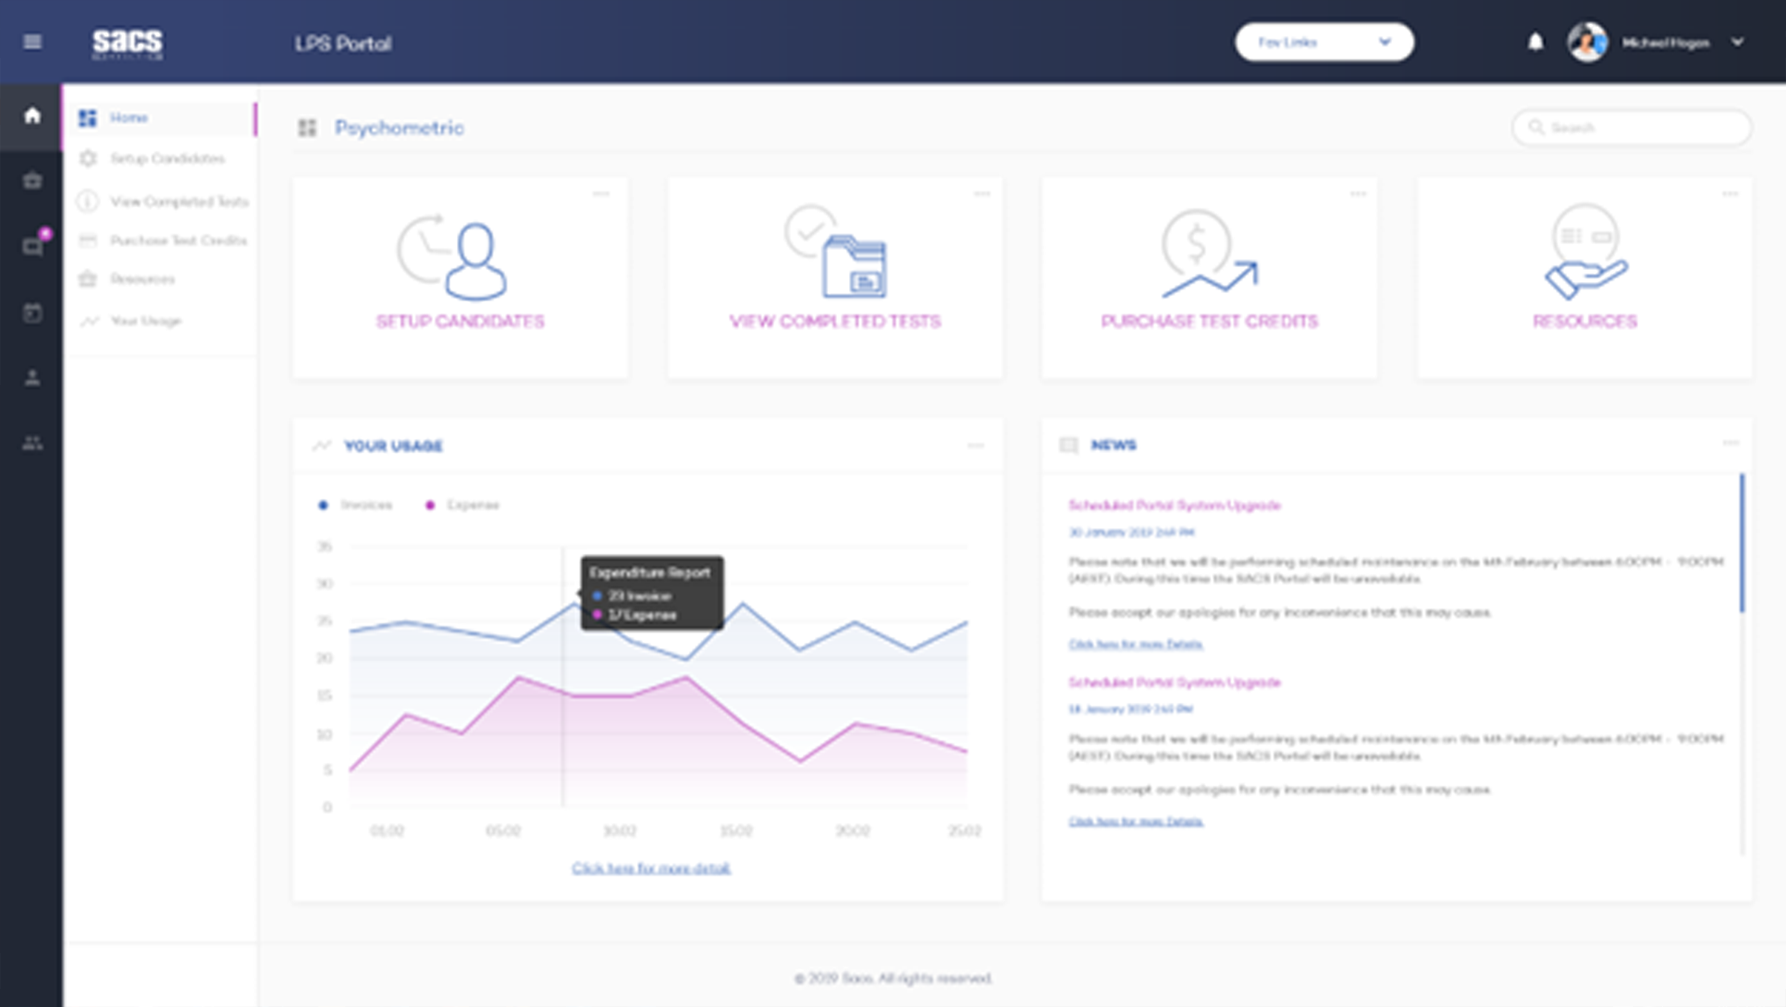 sacs
LPS Portal
Fav Links
Micheal Hogan
Home
Setup Candidates
View Completed Tests
Purchase Test Credits
Resources
Your Usage
Psychometric
Search
SETUP CANDIDATES
VIEW COMPLETED TESTS
PURCHASE TEST CREDITS
RESOURCES
YOUR USAGE
Invoices
Expense
35
30
25
20
15
10
5
0
Expenditure Report
23 Invoice
17 Expense
01.02
05.02
10.02
15.02
20.02
25.02
Click here for more detail.
NEWS
Scheduled Portal System Upgrade
30 January 2019 2:49 PM
Please note that we will be performing scheduled maintenance on the 4th February between 6:00PM - 9:00PM
(AEST). During this time the SACS Portal will be unavailable.
Please accept our apologies for any inconvenience that this may cause.
Click here for more Details.
Scheduled Portal System Upgrade
18 January 2019 2:49 PM
Please note that we will be performing scheduled maintenance on the 4th February between 6:00PM - 9:00PM
(AEST). During this time the SACS Portal will be unavailable.
Please accept our apologies for any inconvenience that this may cause.
Click here for more Details.
© 2019 Sacs. All rights reserved.